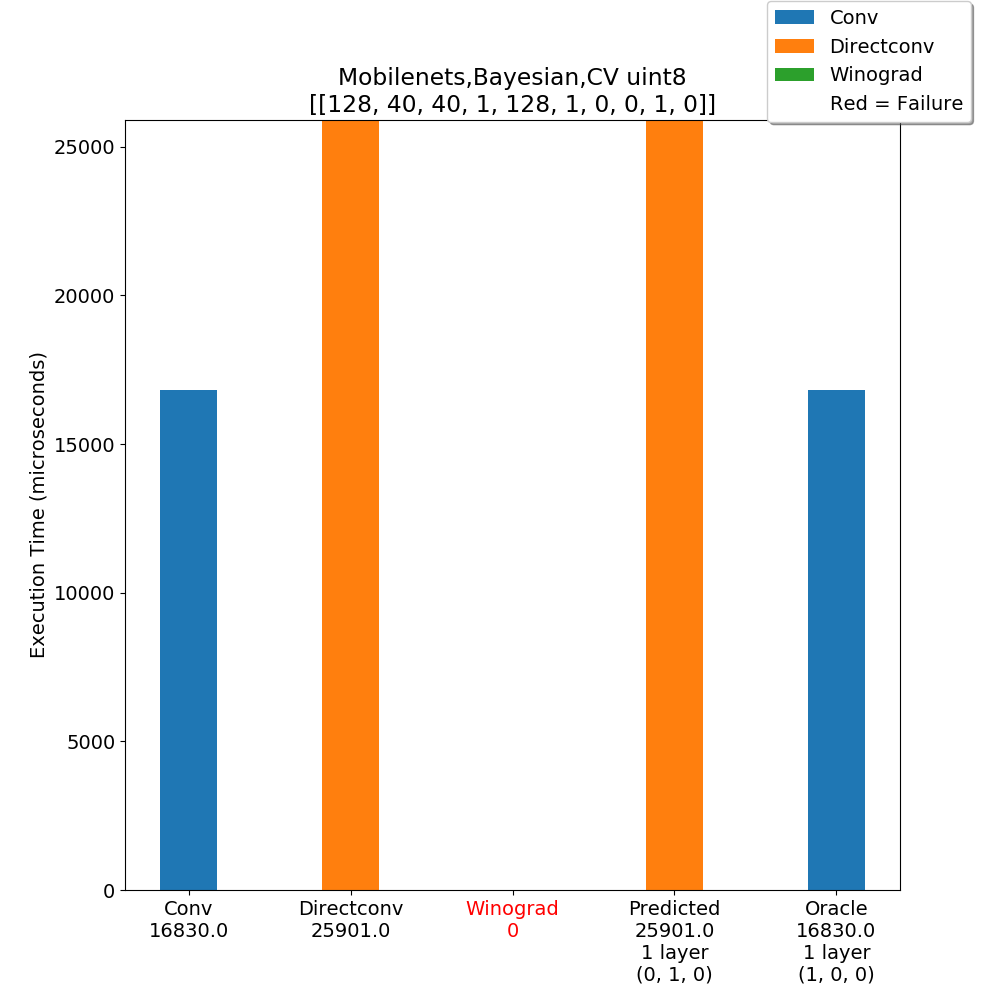 Conv
Directconv
Winograd
Red = Failure
Mobilenets,Bayesian,CV uint8
[[128, 40, 40, 1, 128, 1, 0, 0, 1, 0]]
Execution Time (microseconds)
25000
20000
15000
10000
5000
0
Conv
16830.0
Directconv
25901.0
Winograd
0
Predicted
25901.0
1 layer
(0, 1, 0)
Oracle
16830.0
1 layer
(1, 0, 0)